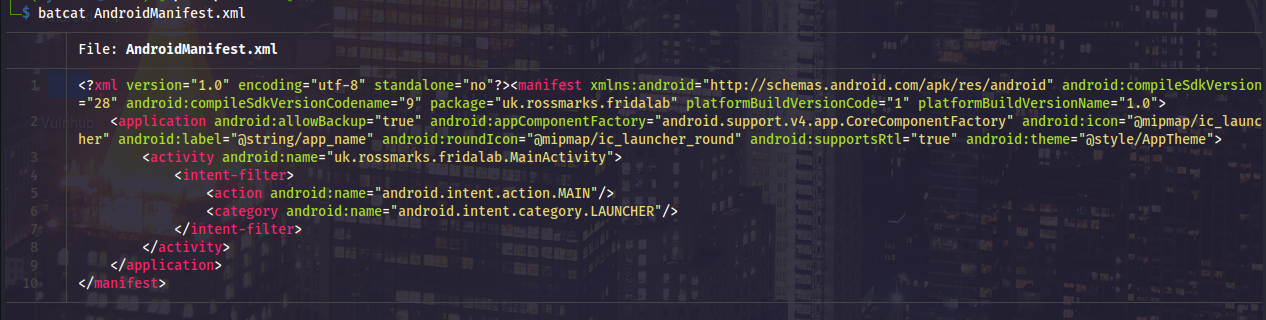 $ batcat AndroidManifest.xml
File: AndroidManifest.xml
1 <?xml version="1.0" encoding="utf-8" standalone="no"?><manifest xmlns:android="http://schemas.android.com/apk/res/android" android:compileSdkVersion
="28" android:compileSdkVersionCodename="9" package="uk.rossmarks.fridalab" platformBuildVersionCode="1" platformBuildVersionName="1.0">
2 <application android:allowBackup="true" android:appComponentFactory="android.support.v4.app.CoreComponentFactory" android:icon="@mipmap/ic_launc
her" android:label="@string/app_name" android:roundIcon="@mipmap/ic_launcher_round" android:supportsRtl="true" android:theme="@style/AppTheme">
3 <activity android:name="uk.rossmarks.fridalab.MainActivity">
4 <intent-filter>
5 <action android:name="android.intent.action.MAIN"/>
6 <category android:name="android.intent.category.LAUNCHER"/>
7 </intent-filter>
8 </activity>
9 </application>
10 </manifest>